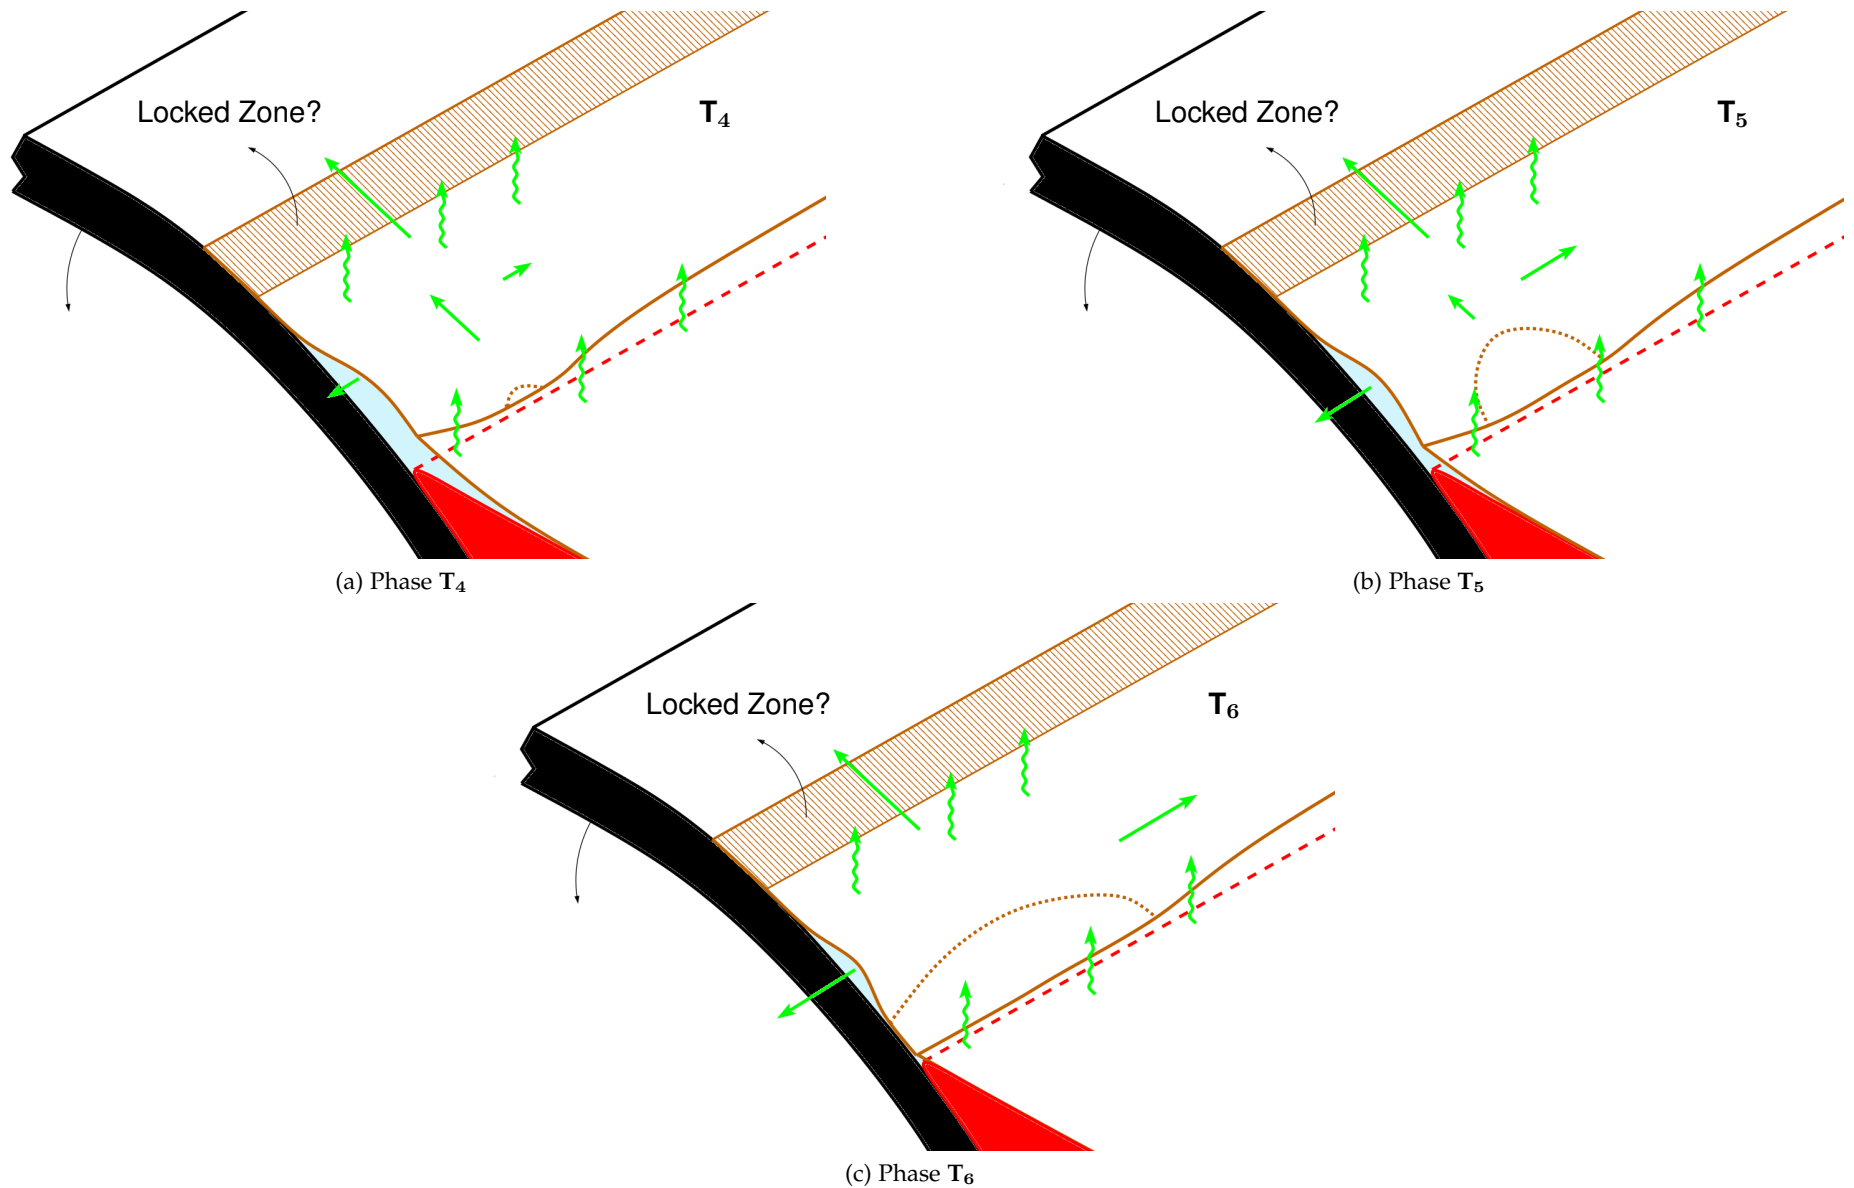 Locked Zone?
T4
Locked Zone?
T5
(a) Phase T4
(b) Phase T5
Locked Zone?
T6
(c) Phase T6